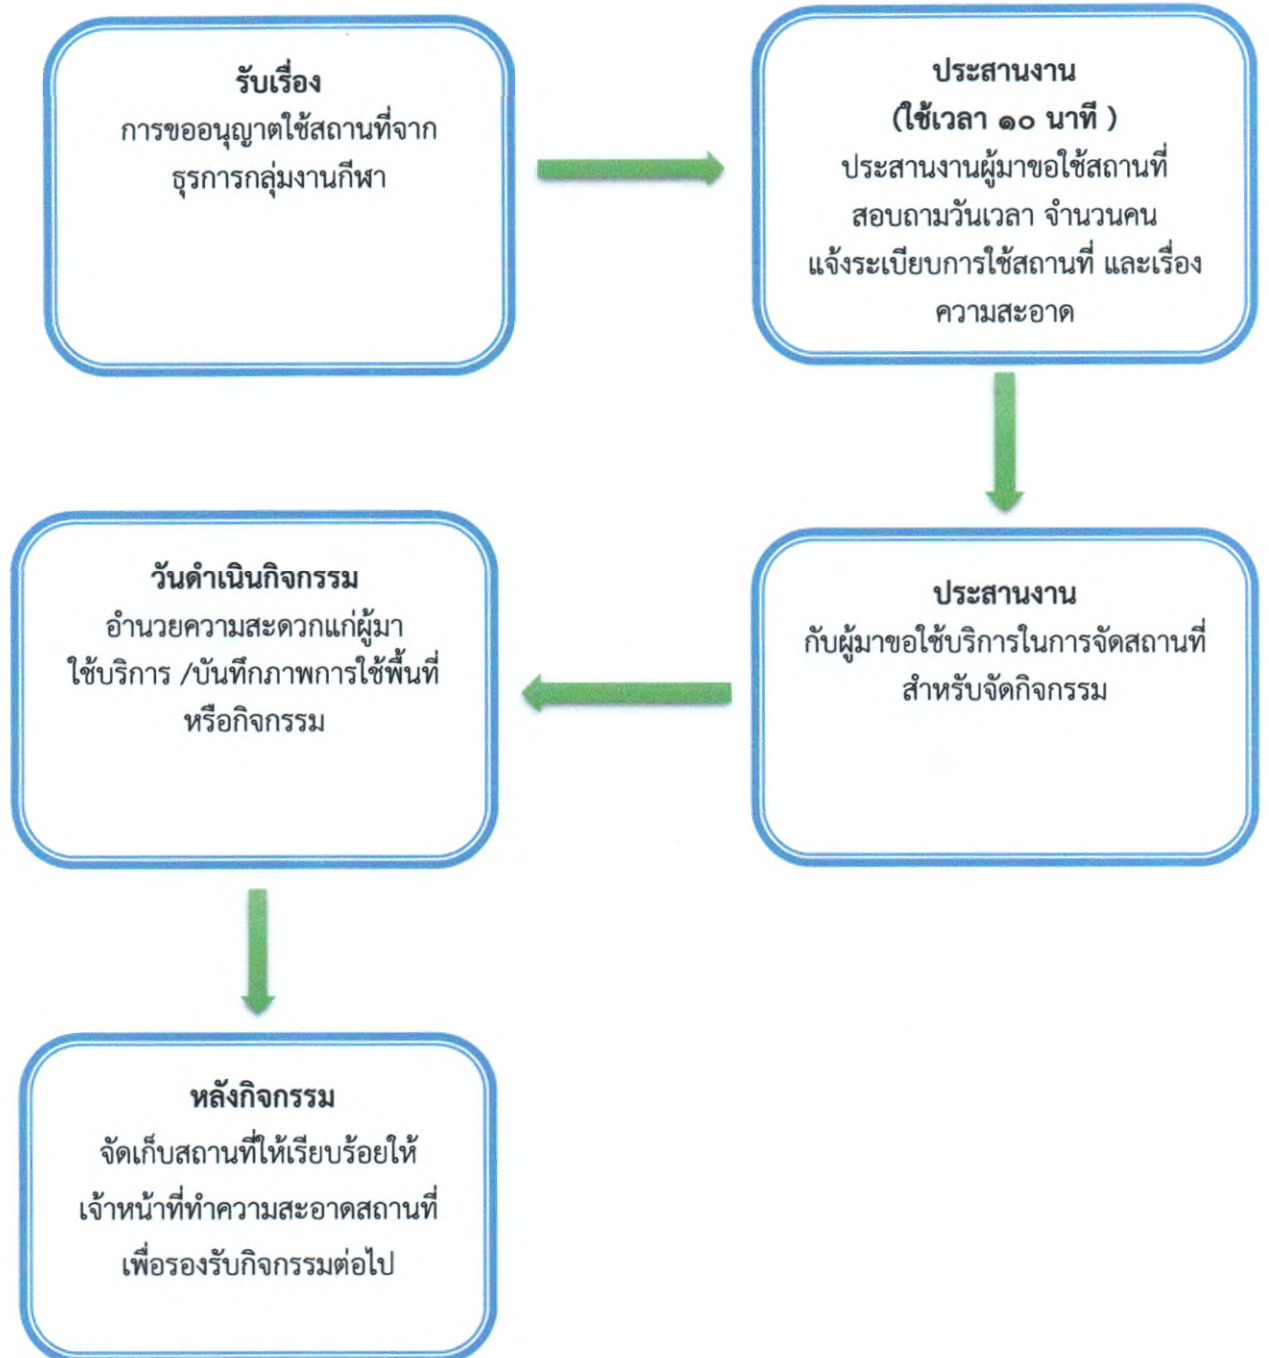 รับเรื่อง
การขออนุญาตใช้สถานที่จาก
ธุรการกลุ่มงานกีฬา
ประสานงาน
(ใช้เวลา ๑๐ นาที )
ประสานงานผู้มาขอใช้สถานที่
สอบถามวันเวลา จำนวนคน
แจ้งระเบียบการใช้สถานที่ และเรื่อง
ความสะอาด
ประสานงาน
กับผู้มาขอใช้บริการในการจัดสถานที่
สำหรับจัดกิจกรรม
วันดำเนินกิจกรรม
อำนวยความสะดวกแก่ผู้มา
ใช้บริการ /บันทึกภาพการใช้พื้นที่
หรือกิจกรรม
หลังกิจกรรม
จัดเก็บสถานที่ให้เรียบร้อยให้
เจ้าหน้าที่ทำความสะอาดสถานที่
เพื่อรองรับกิจกรรมต่อไป